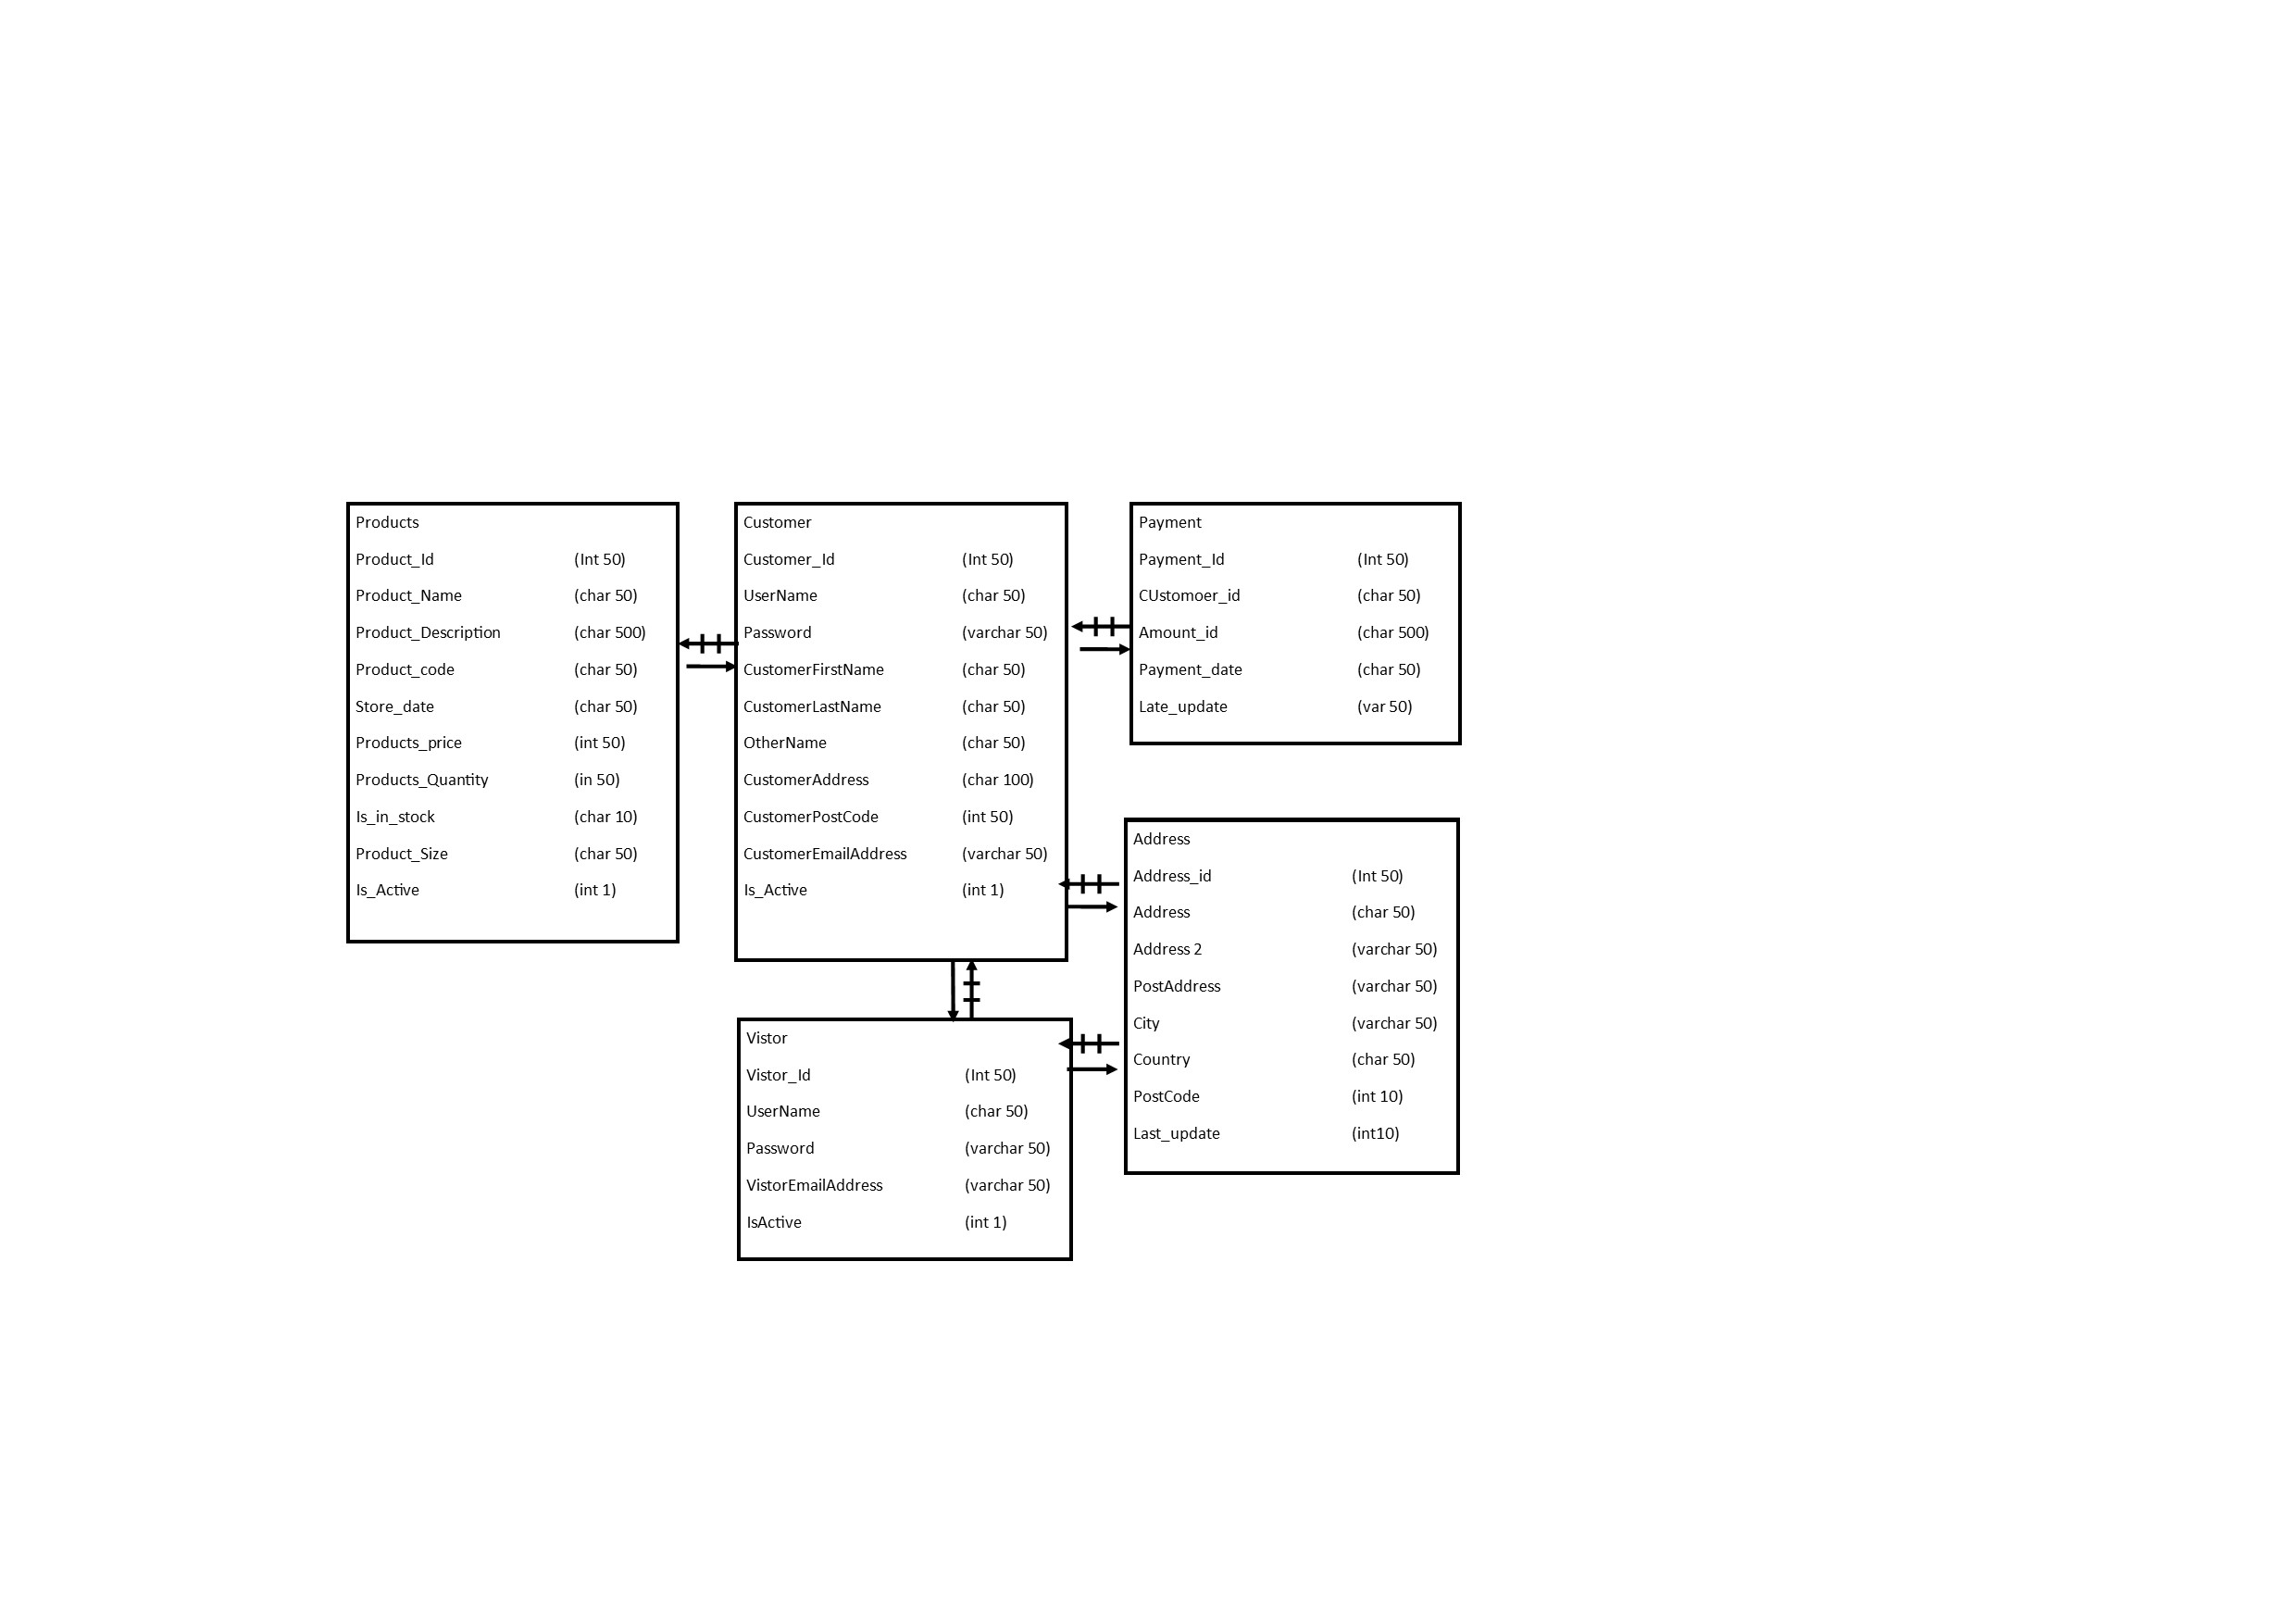 Products
Product_Id (Int 50)
Product_Name (char 50)
Product_Description (char 500)
Product_code (char 50)
Store_date (char 50)
Products_price (int 50)
Products_Quantity (in 50)
Is_in_stock (char 10)
Product_Size (char 50)
Is_Active (int 1)
Customer
Customer_Id (Int 50)
UserName (char 50)
Password (varchar 50)
CustomerFirstName (char 50)
CustomerLastName (char 50)
OtherName (char 50)
CustomerAddress (char 100)
CustomerPostCode (int 50)
CustomerEmailAddress (varchar 50)
Is_Active (int 1)
Payment
Payment_Id (Int 50)
CUstomoer_id (char 50)
Amount_id (char 500)
Payment_date (char 50)
Late_update (var 50)
Address
Address_id (Int 50)
Address (char 50)
Address 2 (varchar 50)
PostAddress (varchar 50)
City (varchar 50)
Country (char 50)
PostCode (int 10)
Last_update (int10)
Vistor
Vistor_Id (Int 50)
UserName (char 50)
Password (varchar 50)
VistorEmailAddress (varchar 50)
IsActive (int 1)